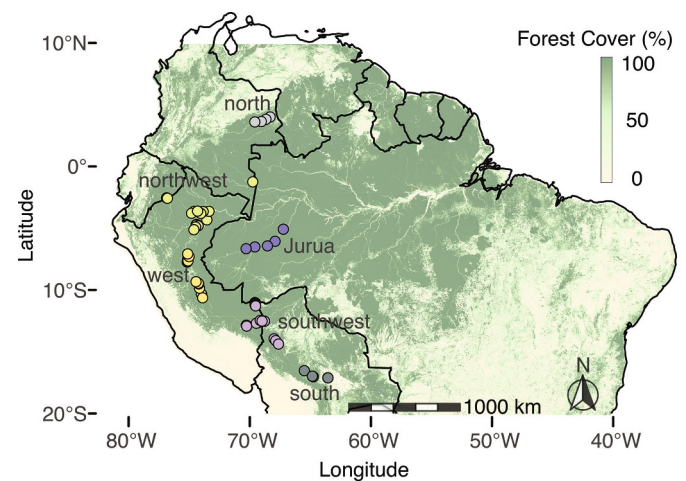 Forest Cover (%)
100
50
0
10°N
0°
10°S
20°S
Latitude
north
northwest
Jurua
west
southwest
south
N
1000 km
80°W 70°W 60°W 50°W 40°W
Longitude